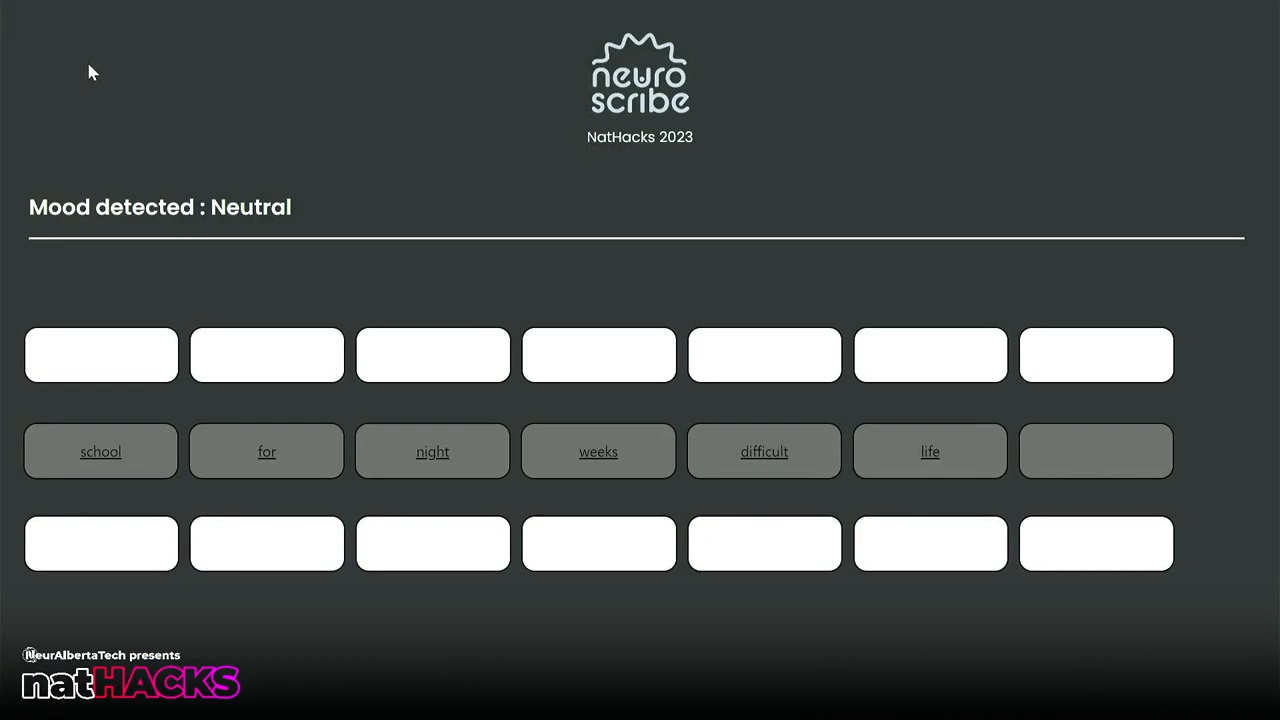 neuro
scribe
NatHacks 2023
Mood detected : Neutral
school for night weeks difficult life
NeurAlbertaTech presents
natHACKS